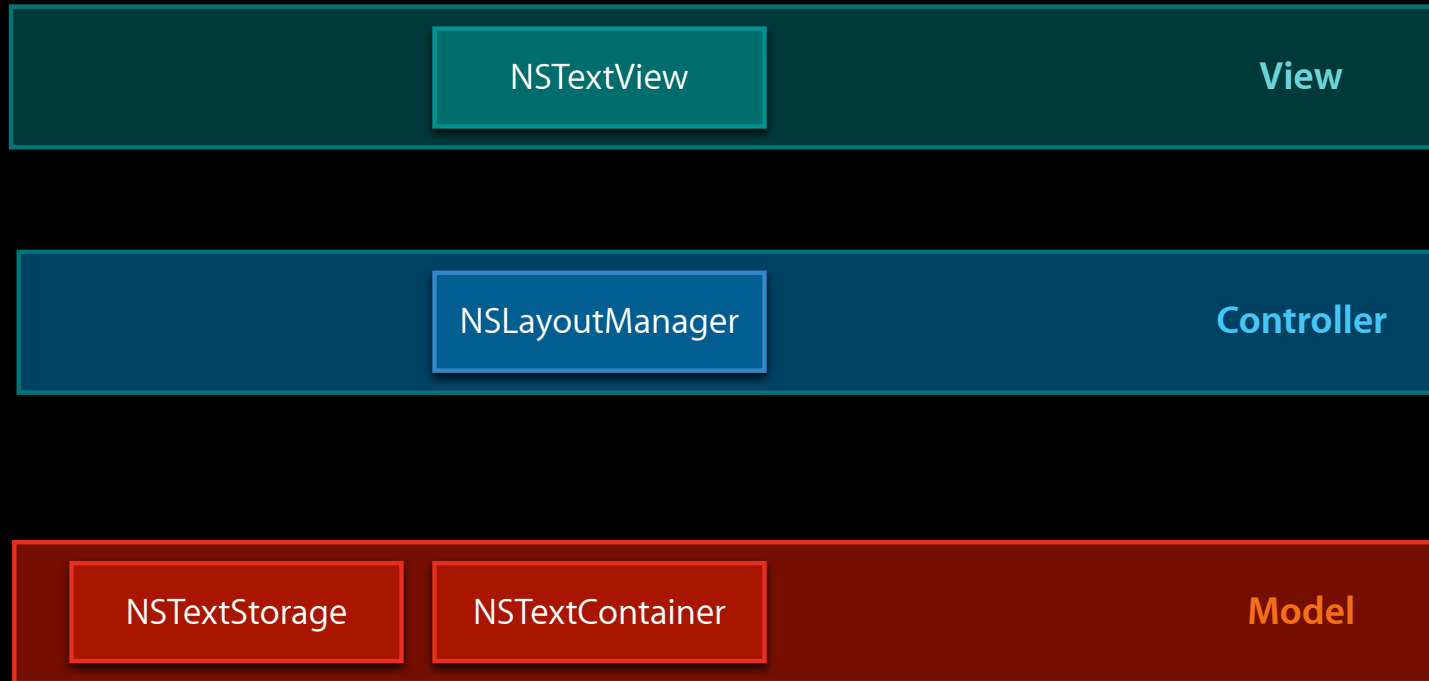 NSTextView
View
NSLayoutManager
Controller
NSTextStorage
NSTextContainer
Model